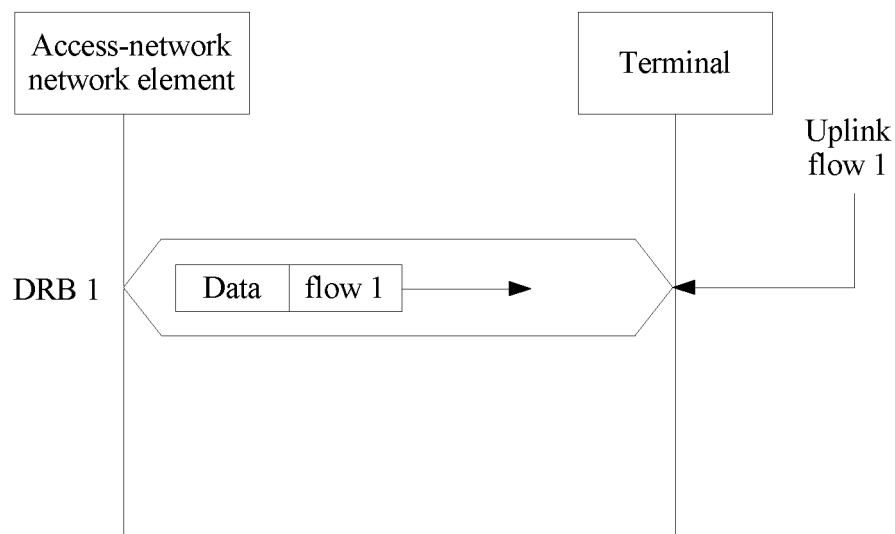 Access-network
network element
Terminal
Uplink
flow 1
DRB 1
Data
flow 1